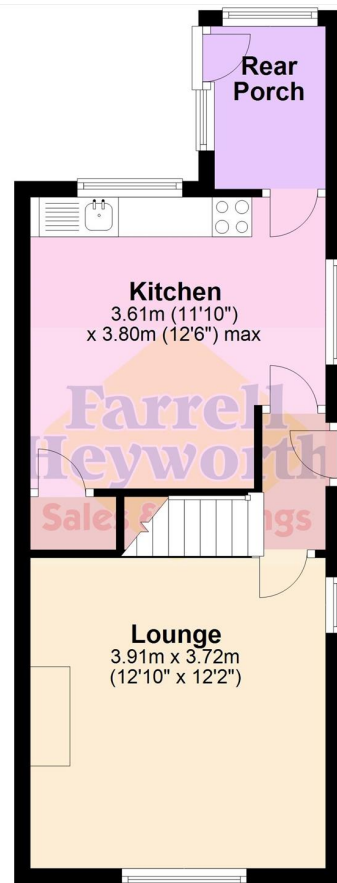 Rear
Porch
Kitchen
3.61m (11'10")
x 3.80m (12'6") max
Farrell
Heyworth
Sales &
Lounge
3.91m x 3.72m
(12'10" x 12'2")